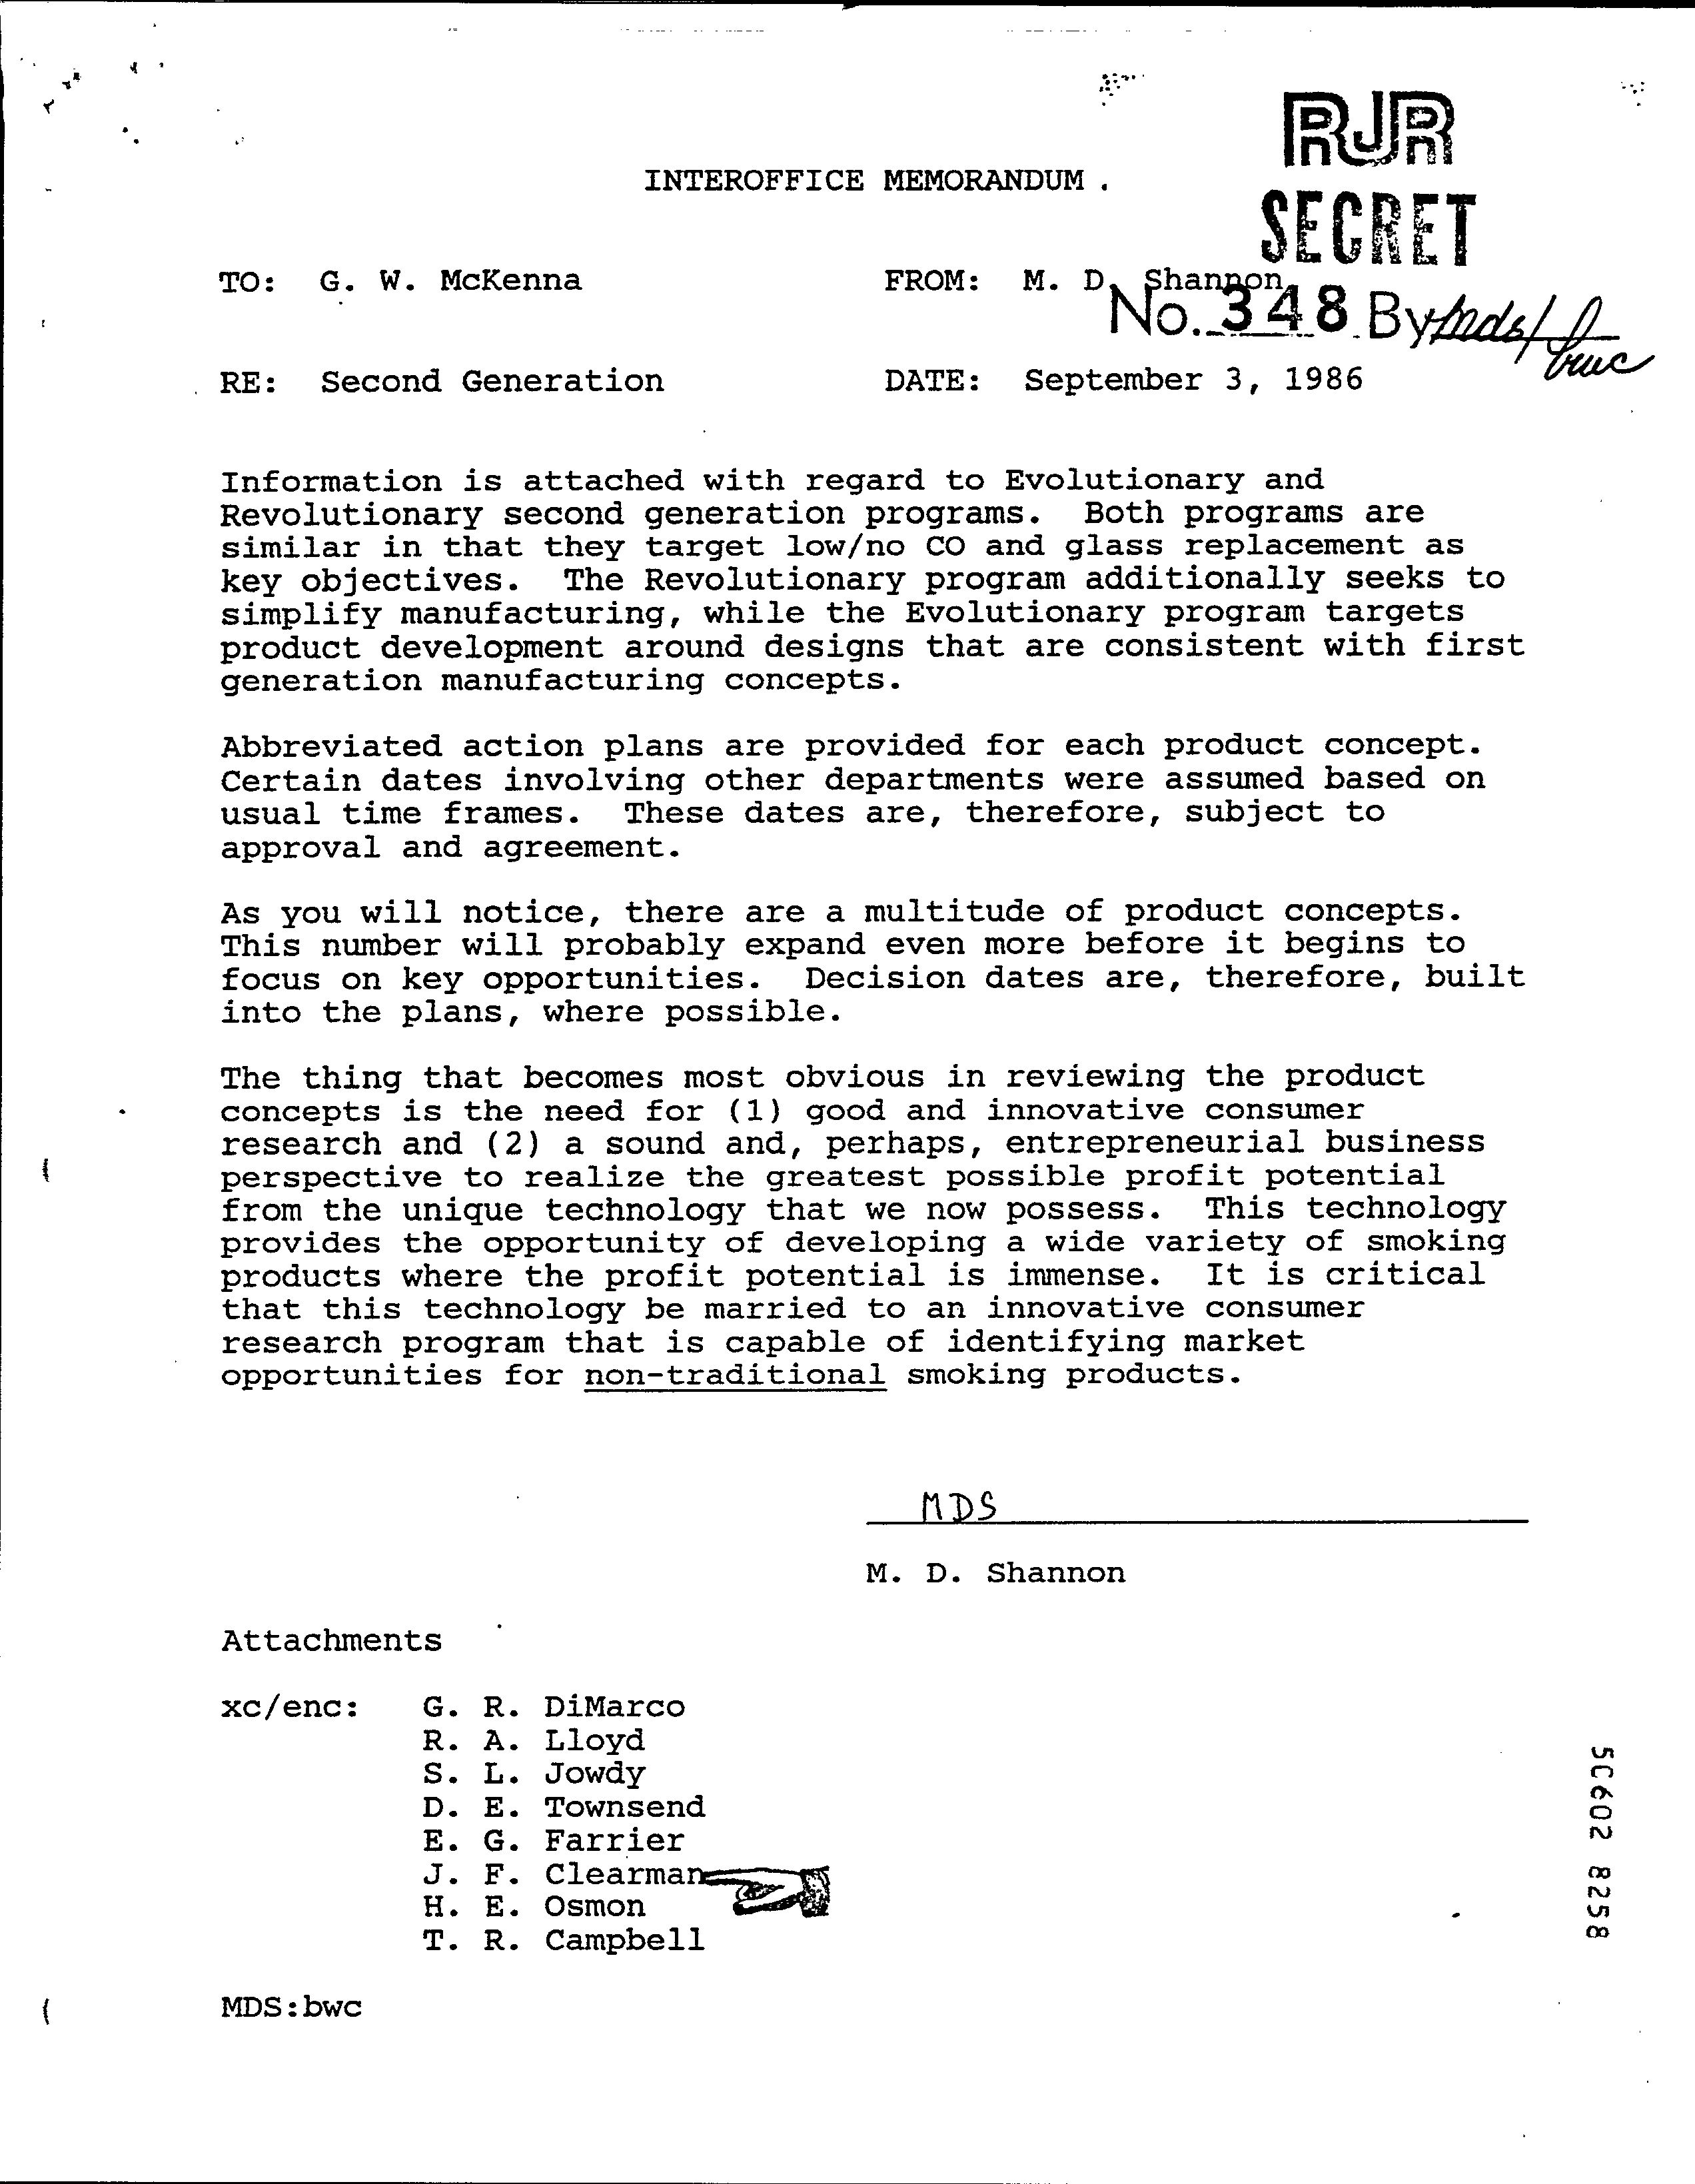 RJR
INTEROFFICE MEMORANDUM .
SECRET
TO: G. W. McKenna FROM: M. D. Shannon
No. 348 By mds/bwc
RE: Second Generation DATE: September 3, 1986
Information is attached with regard to Evolutionary and
Revolutionary second generation programs. Both programs are
similar in that they target low/no CO and glass replacement as
key objectives. The Revolutionary program additionally seeks to
simplify manufacturing, while the Evolutionary program targets
product development around designs that are consistent with first
generation manufacturing concepts.
Abbreviated action plans are provided for each product concept.
Certain dates involving other departments were assumed based on
usual time frames. These dates are, therefore, subject to
approval and agreement.
As you will notice, there are a multitude of product concepts.
This number will probably expand even more before it begins to
focus on key opportunities. Decision dates are, therefore, built
into the plans, where possible.
The thing that becomes most obvious in reviewing the product
concepts is the need for (1) good and innovative consumer
research and (2) a sound and, perhaps, entrepreneurial business
perspective to realize the greatest possible profit potential
from the unique technology that we now possess. This technology
provides the opportunity of developing a wide variety of smoking
products where the profit potential is immense. It is critical
that this technology be married to an innovative consumer
research program that is capable of identifying market
opportunities for non-traditional smoking products.
MDS
M. D. Shannon
Attachments
xc/enc: G. R. DiMarco
R. A. Lloyd
S. L. Jowdy
D. E. Townsend
E. G. Farrier
J. F. Clearman
H. E. Osmon
T. R. Campbell
MDS:bwc
50602 8258